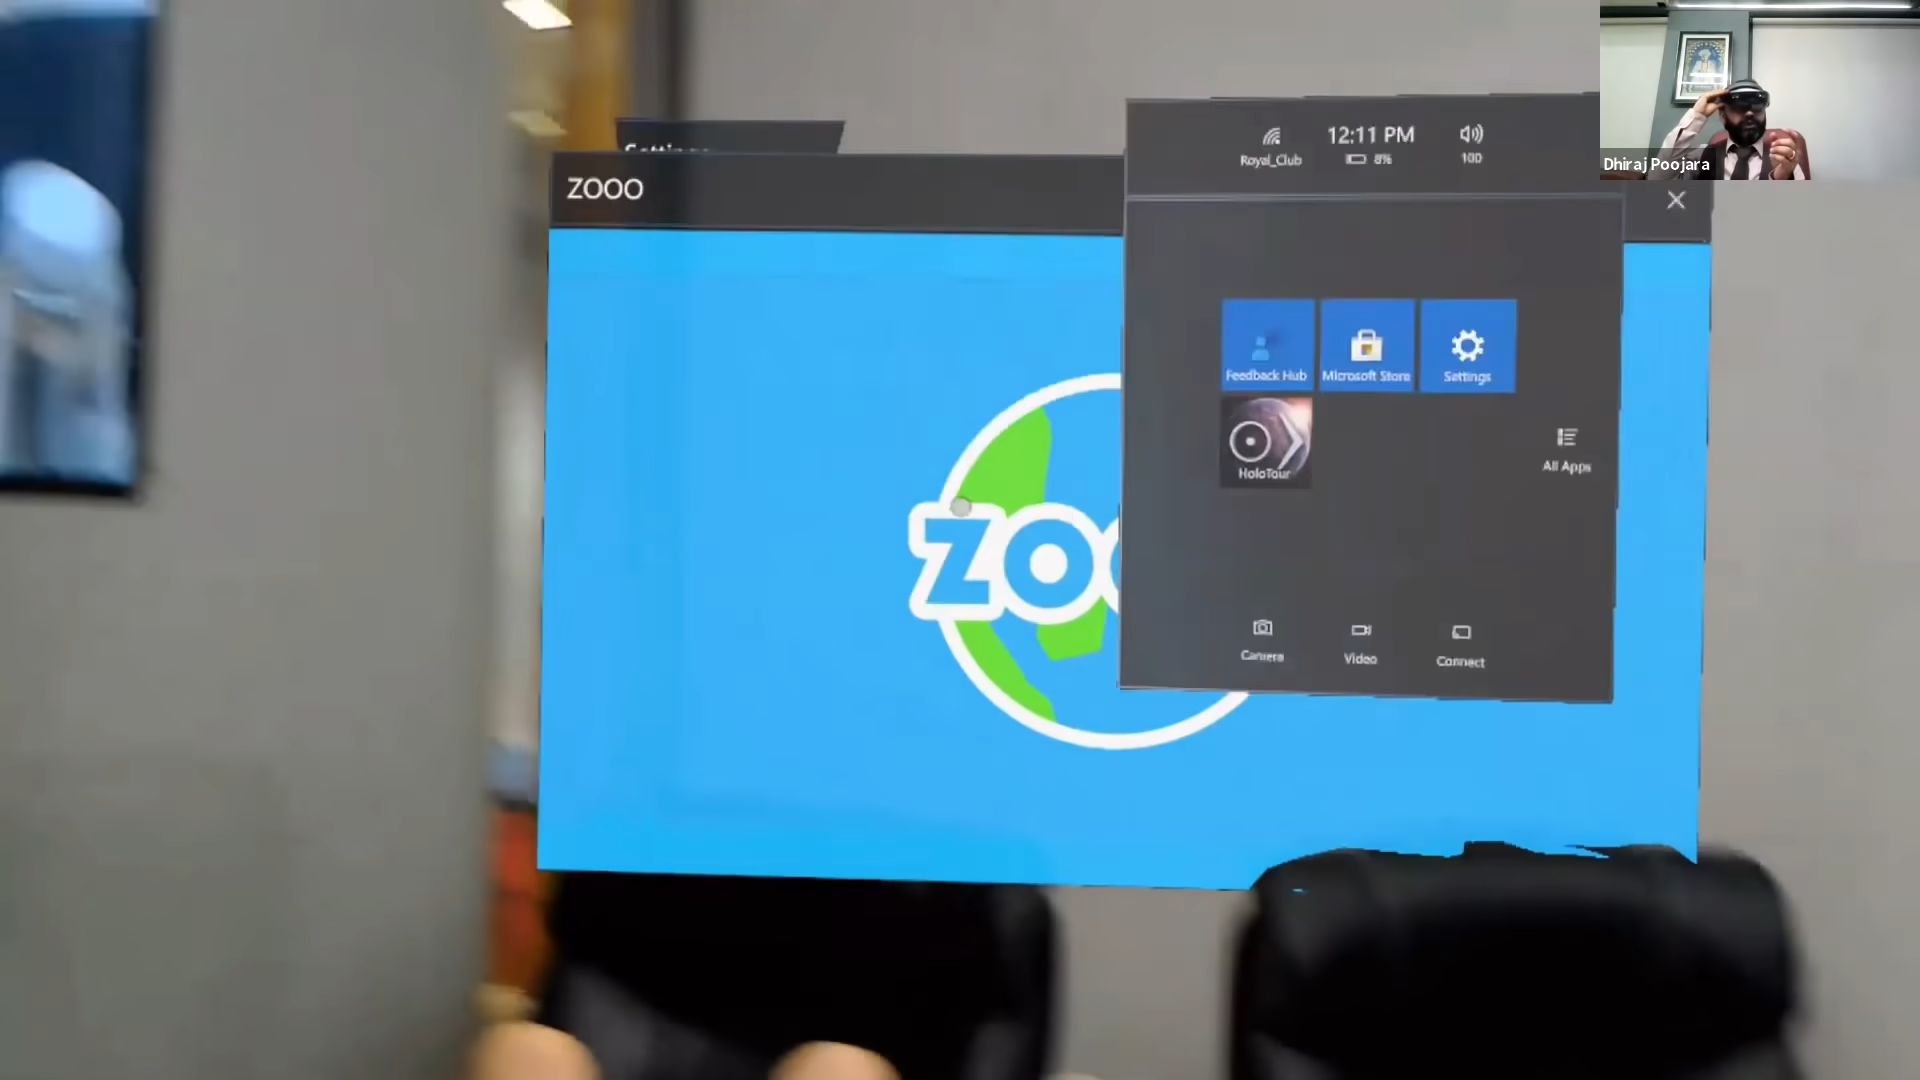 Settings
ZOOO
Royal_Club
12:11 PM
8%
100
Feedback Hub
Microsoft Store
Settings
HoloTour
All Apps
Camera
Video
Connect
ZOO
Dhiraj Poojara